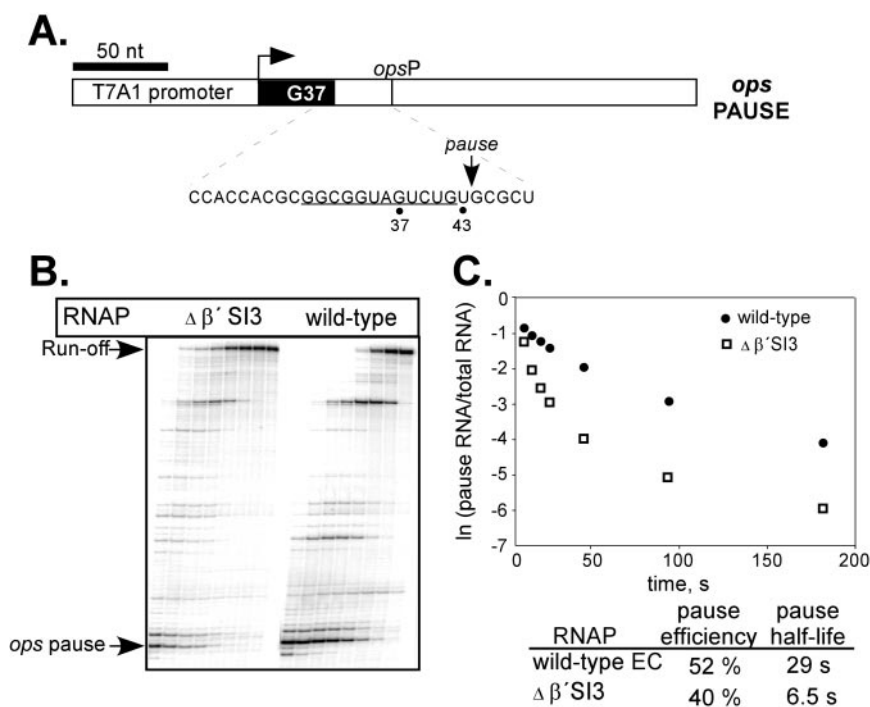 A.
50 nt
opsP
T7A1 promoter
G37
ops
PAUSE
pause
CCACCACGCGGCGGUAGUCUGUGCGCU
37
43
B.
RNAP
Δ β´ SI3
wild-type
Run-off
ops pause
C.
0
-1
-2
-3
-4
-5
-6
-7
ln (pause RNA/total RNA)
wild-type
Δ β´SI3
0
50
100
150
200
time, s
RNAP
pause efficiency
pause half-life
wild-type EC 52 % 29 s
Δ β´SI3 40 % 6.5 s